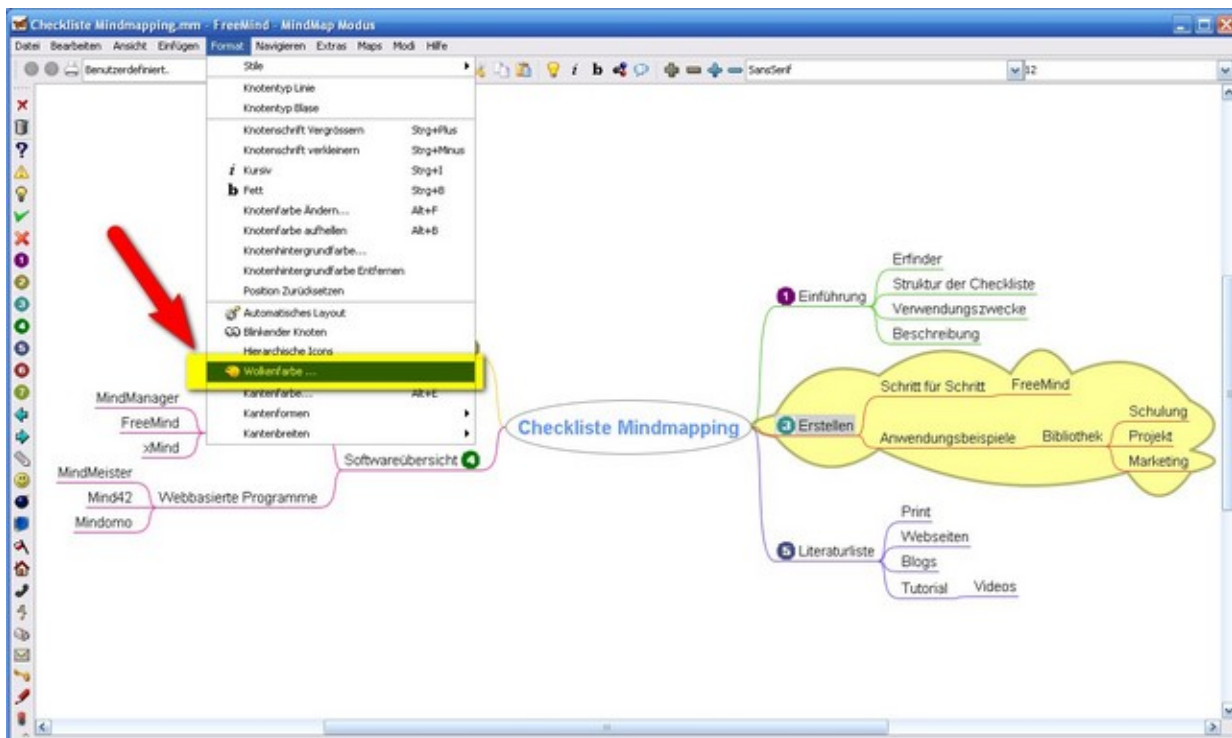 Checkliste Mindmapping.mm - FreeMind - MindMap Modus
Datei Bearbeiten Ansicht Einfügen Format Navigieren Extras Maps Modi Hilfe
Benutzerdefiniert.
SansSerif
12
Stile
Knotentyp Linie
Knotentyp Blase
Knotenschrift Vergrössern Strg+Plus
Knotenschrift verkleinern Strg+Minus
i Kursiv Strg+I
b Fett Strg+B
Knotenfarbe Ändern... Alt+F
Knotenfarbe aufhellen Alt+B
Knotenhintergrundfarbe...
Knotenhintergrundfarbe Entfernen
Position Zurücksetzen
Automatisches Layout
Blinkender Knoten
Hierarchische Icons
Wolkenfarbe ...
Kantenfarbe... Alt+E
Kantenformen
Kantenbreiten
MindManager
FreeMind
xMind
Softwareübersicht 4
MindMeister
Mind42
Mindomo
Webbasierte Programme
Checkliste Mindmapping
1 Einführung
Erfinder
Struktur der Checkliste
Verwendungszwecke
Beschreibung
3 Erstellen
Schritt für Schritt FreeMind
Anwendungsbeispiele Bibliothek
Schulung
Projekt
Marketing
5 Literaturliste
Print
Webseiten
Blogs
Tutorial Videos